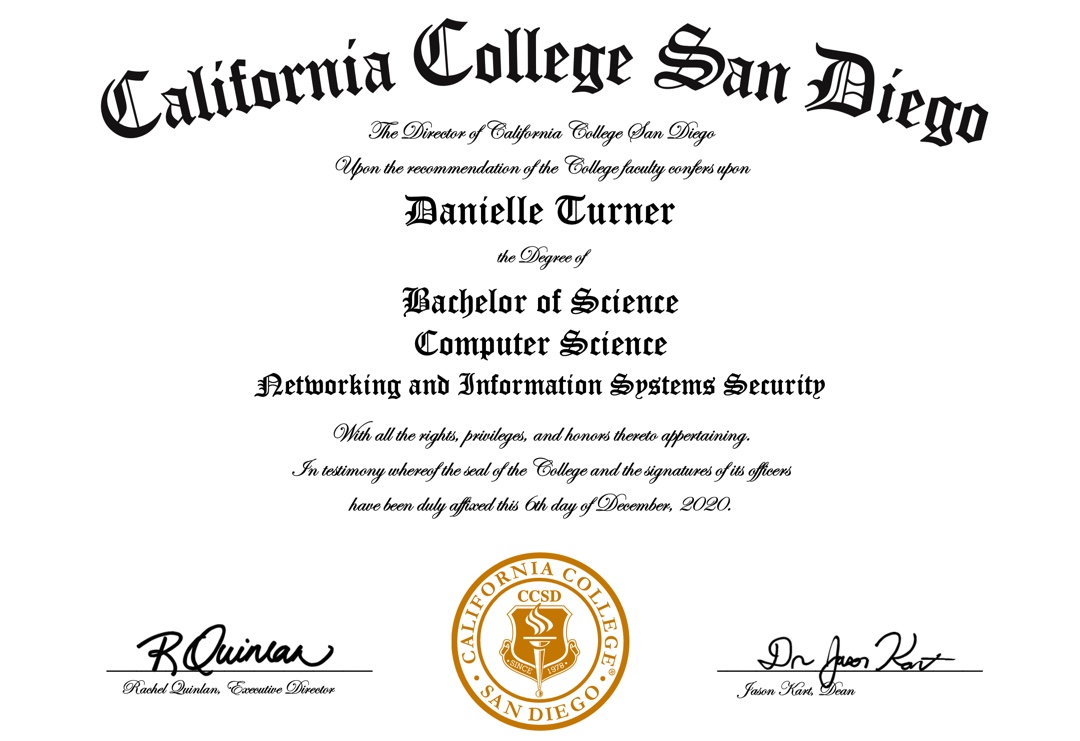 California College San Diego
The Director of California College San Diego
Upon the recommendation of the College faculty confers upon
Danielle Turner
the Degree of
Bachelor of Science
Computer Science
Networking and Information Systems Security
With all the rights, privileges, and honors thereto appertaining.
In testimony whereof the seal of the College and the signatures of its officers
have been duly affixed this 6th day of December, 2020.
CALIFORNIA COLLEGE®
CCSD
SINCE 1978
· SAN DIEGO ·
R Quinlan
Rachel Quinlan, Executive Director
Dr Jason Kart
Jason Kart, Dean